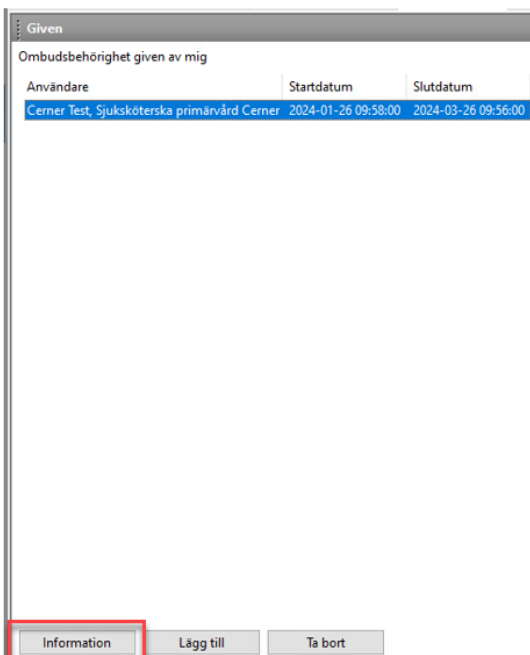 Given
Ombudsbehörighet given av mig
Användare Startdatum Slutdatum
Cerner Test, Sjuksköterska primärvård Cerner 2024-01-26 09:58:00 2024-03-26 09:56:00
Information Lägg till Ta bort